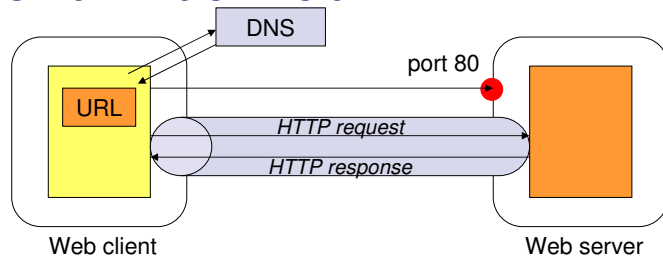 DNS
port 80
URL
HTTP request
HTTP response
Web client
Web server